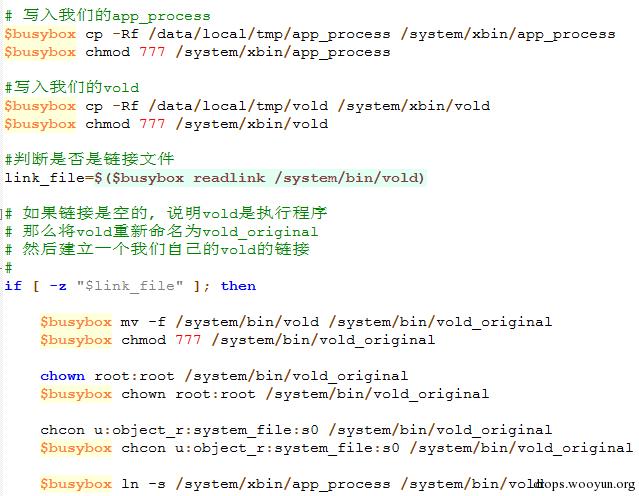 # 写入我们的app_process
$busybox cp -Rf /data/local/tmp/app_process /system/xbin/app_process
$busybox chmod 777 /system/xbin/app_process
#写入我们的vold
$busybox cp -Rf /data/local/tmp/vold /system/xbin/vold
$busybox chmod 777 /system/xbin/vold
#判断是否是链接文件
link_file=$($busybox readlink /system/bin/vold)
# 如果链接是空的，说明vold是执行程序
# 那么将vold重新命名为vold_original
# 然后建立一个我们自己的vold的链接
#
if [ -z "$link_file" ]; then
$busybox mv -f /system/bin/vold /system/bin/vold_original
$busybox chmod 777 /system/bin/vold_original
chown root:root /system/bin/vold_original
$busybox chown root:root /system/bin/vold_original
chcon u:object_r:system_file:s0 /system/bin/vold_original
$busybox chcon u:object_r:system_file:s0 /system/bin/vold_original
$busybox ln -s /system/xbin/app_process /system/bin/vold
drops.wooyun.org